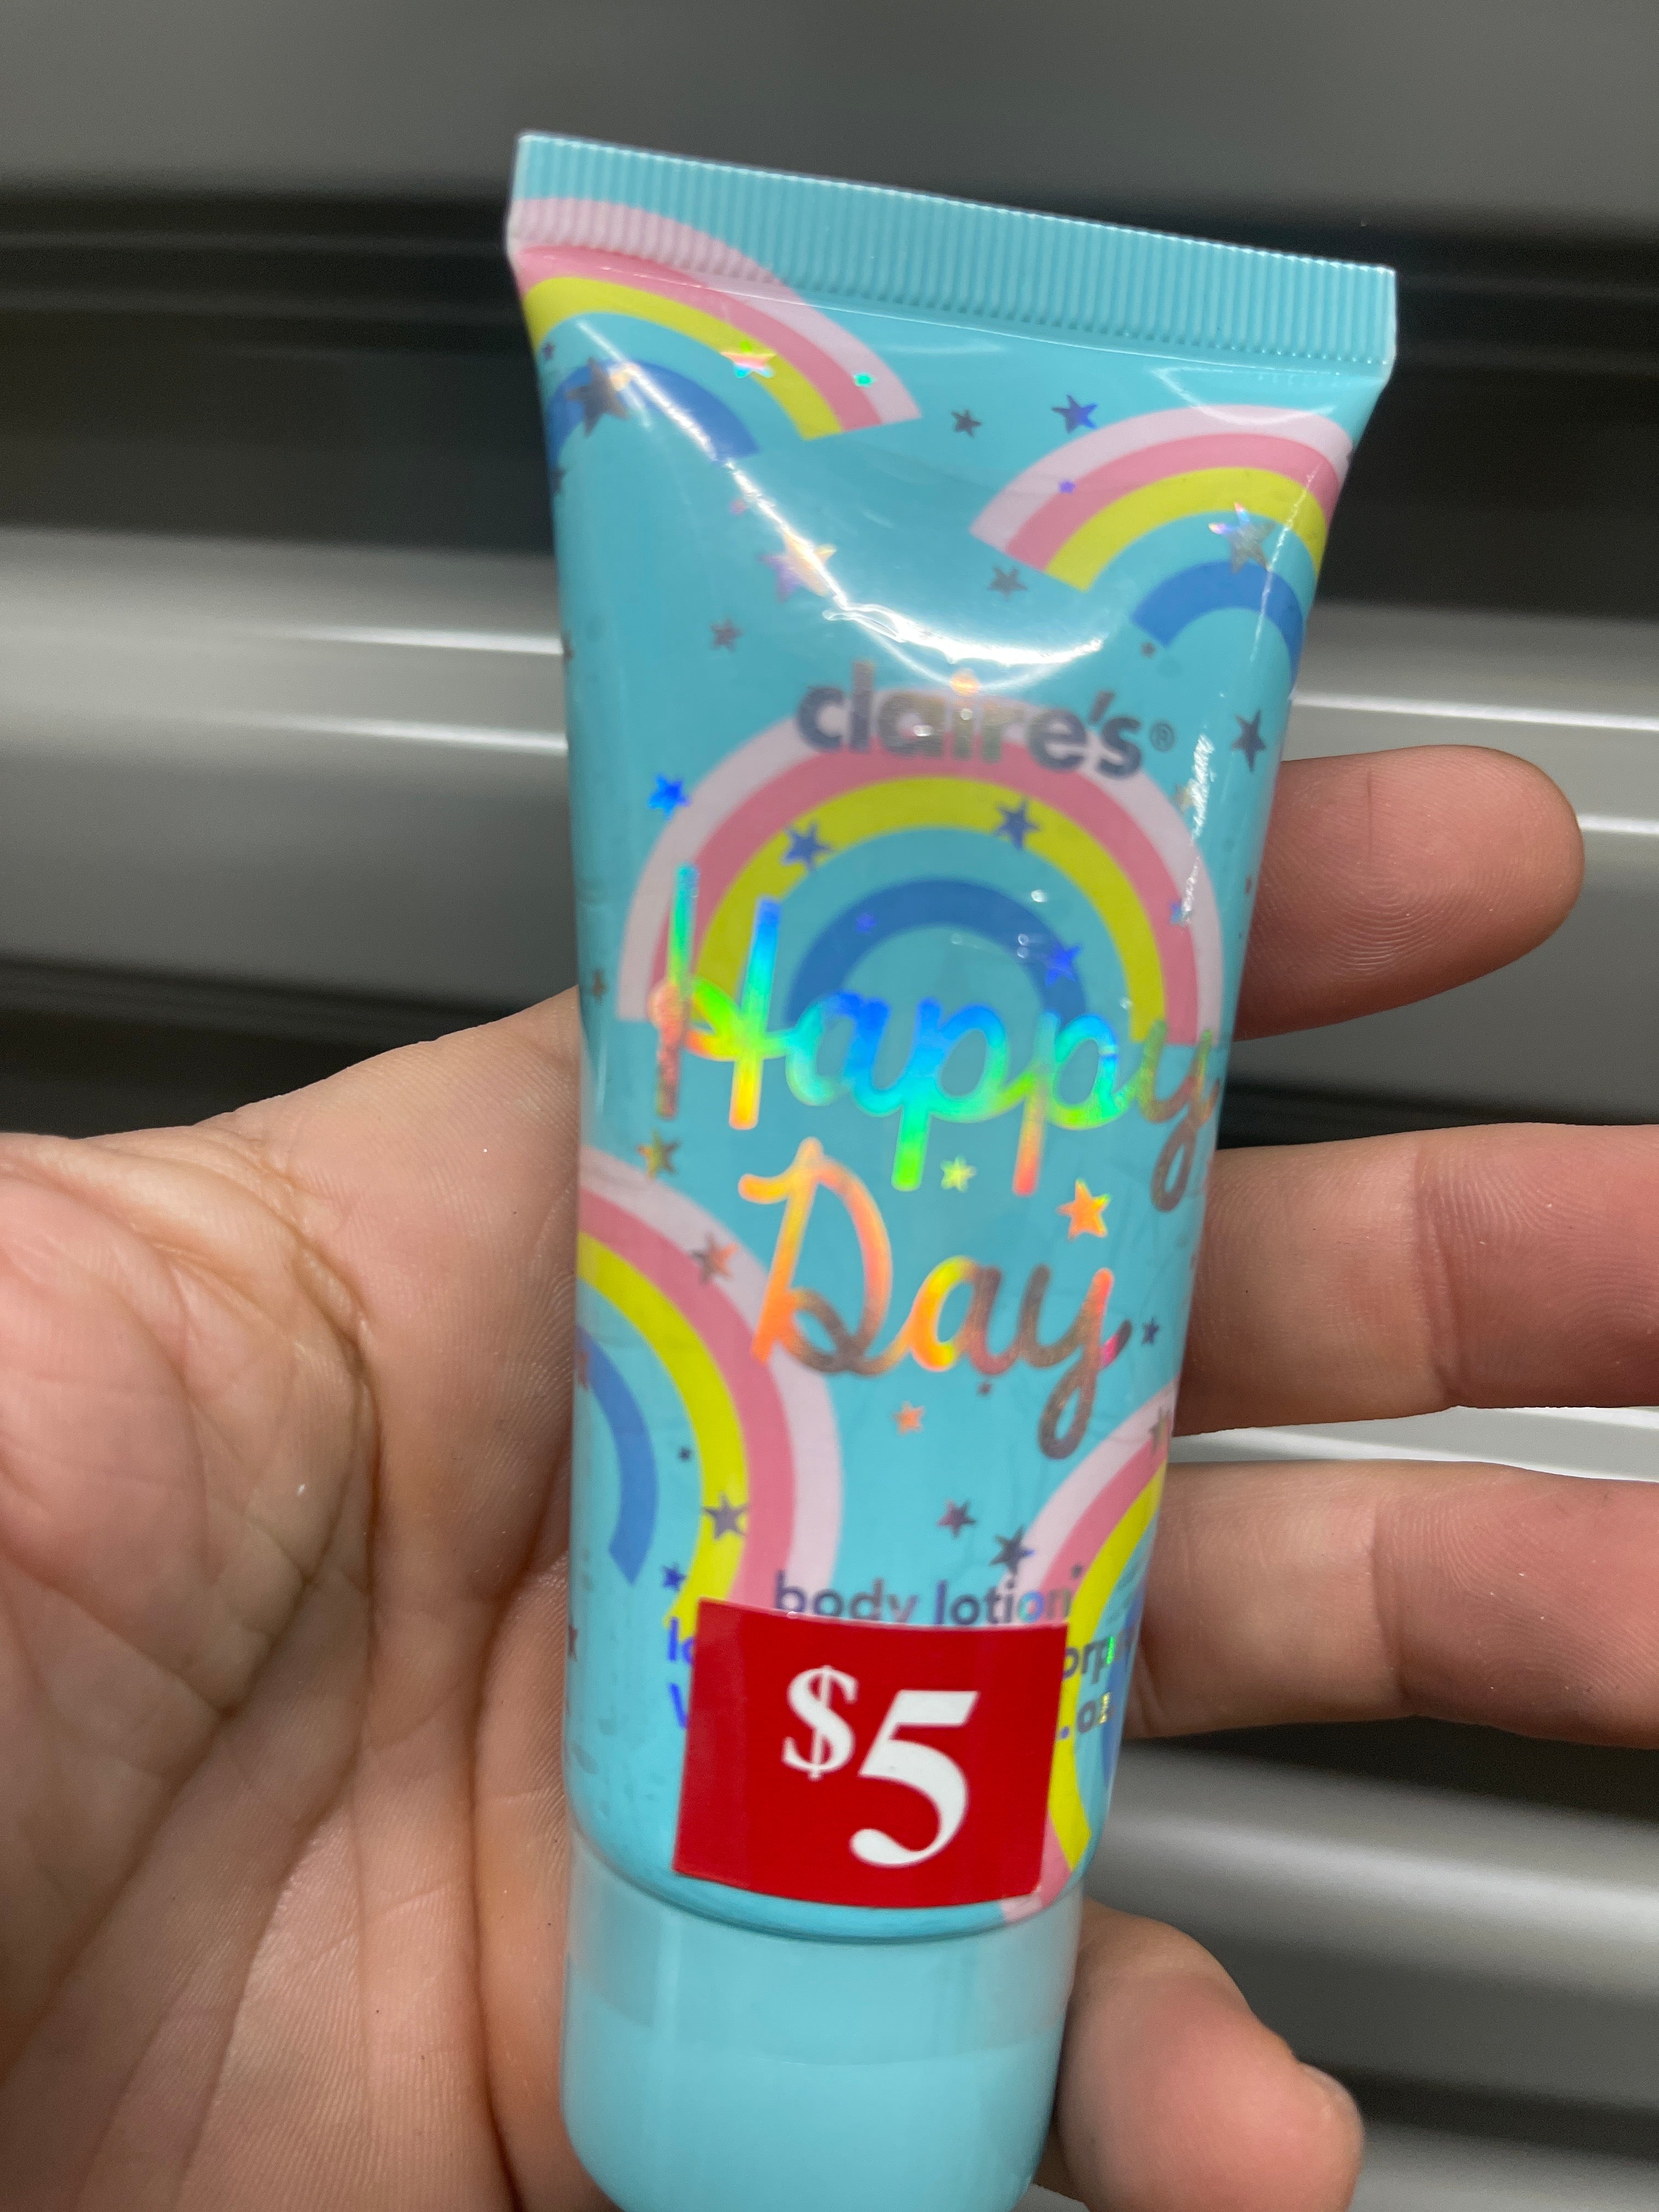 claire's®
Happy
Day
body lotion
$5